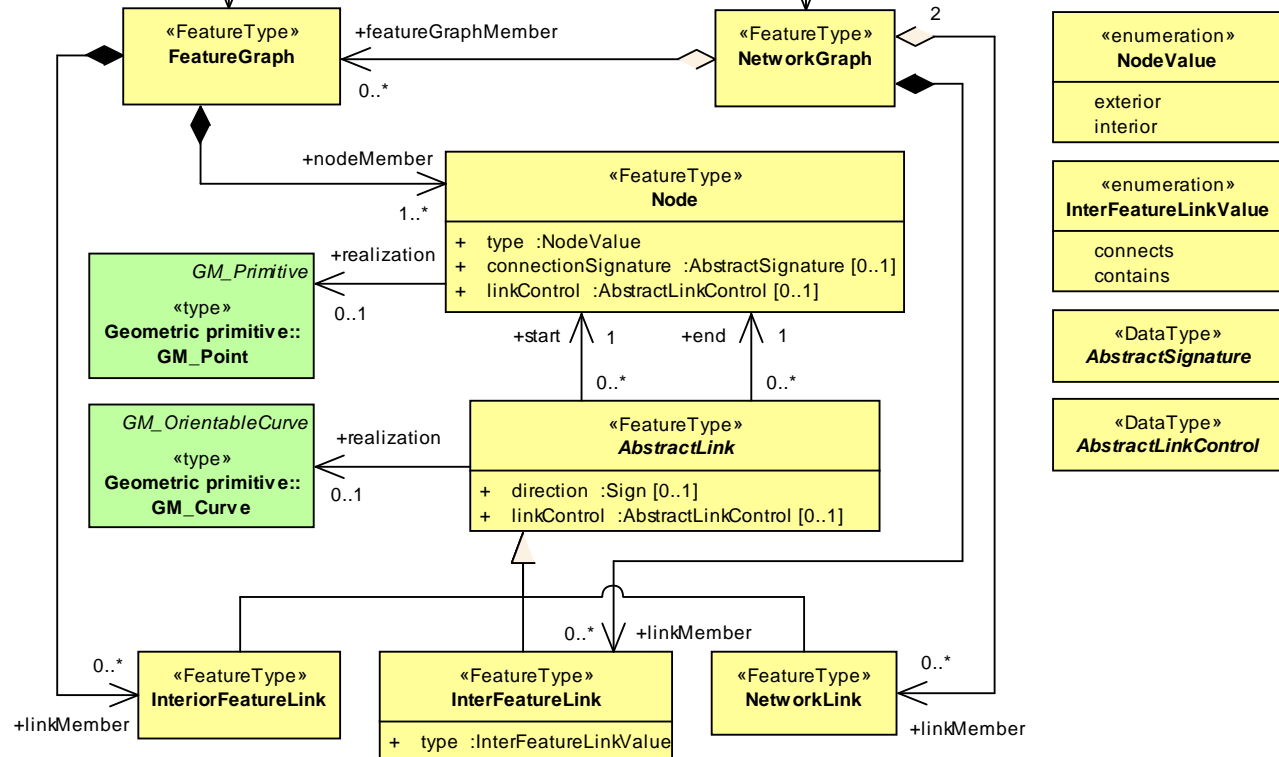 «FeatureType»
FeatureGraph
+featureGraphMember
0..*
«FeatureType»
NetworkGraph
2
«enumeration»
NodeValue
exterior
interior
+nodeMember
1..*
«FeatureType»
Node
+ type :NodeValue
+ connectionSignature :AbstractSignature [0..1]
+ linkControl :AbstractLinkControl [0..1]
«enumeration»
InterFeatureLinkValue
connects
contains
GM_Primitive
«type»
Geometric primitive::
GM_Point
+realization
0..1
+start
1
0..*
+end
1
0..*
«DataType»
AbstractSignature
«DataType»
AbstractLinkControl
GM_OrientableCurve
«type»
Geometric primitive::
GM_Curve
+realization
0..1
«FeatureType»
AbstractLink
+ direction :Sign [0..1]
+ linkControl :AbstractLinkControl [0..1]
0..*
+linkMember
«FeatureType»
InteriorFeatureLink
0..*
+linkMember
«FeatureType»
InterFeatureLink
+ type :InterFeatureLinkValue
«FeatureType»
NetworkLink
0..*
+linkMember